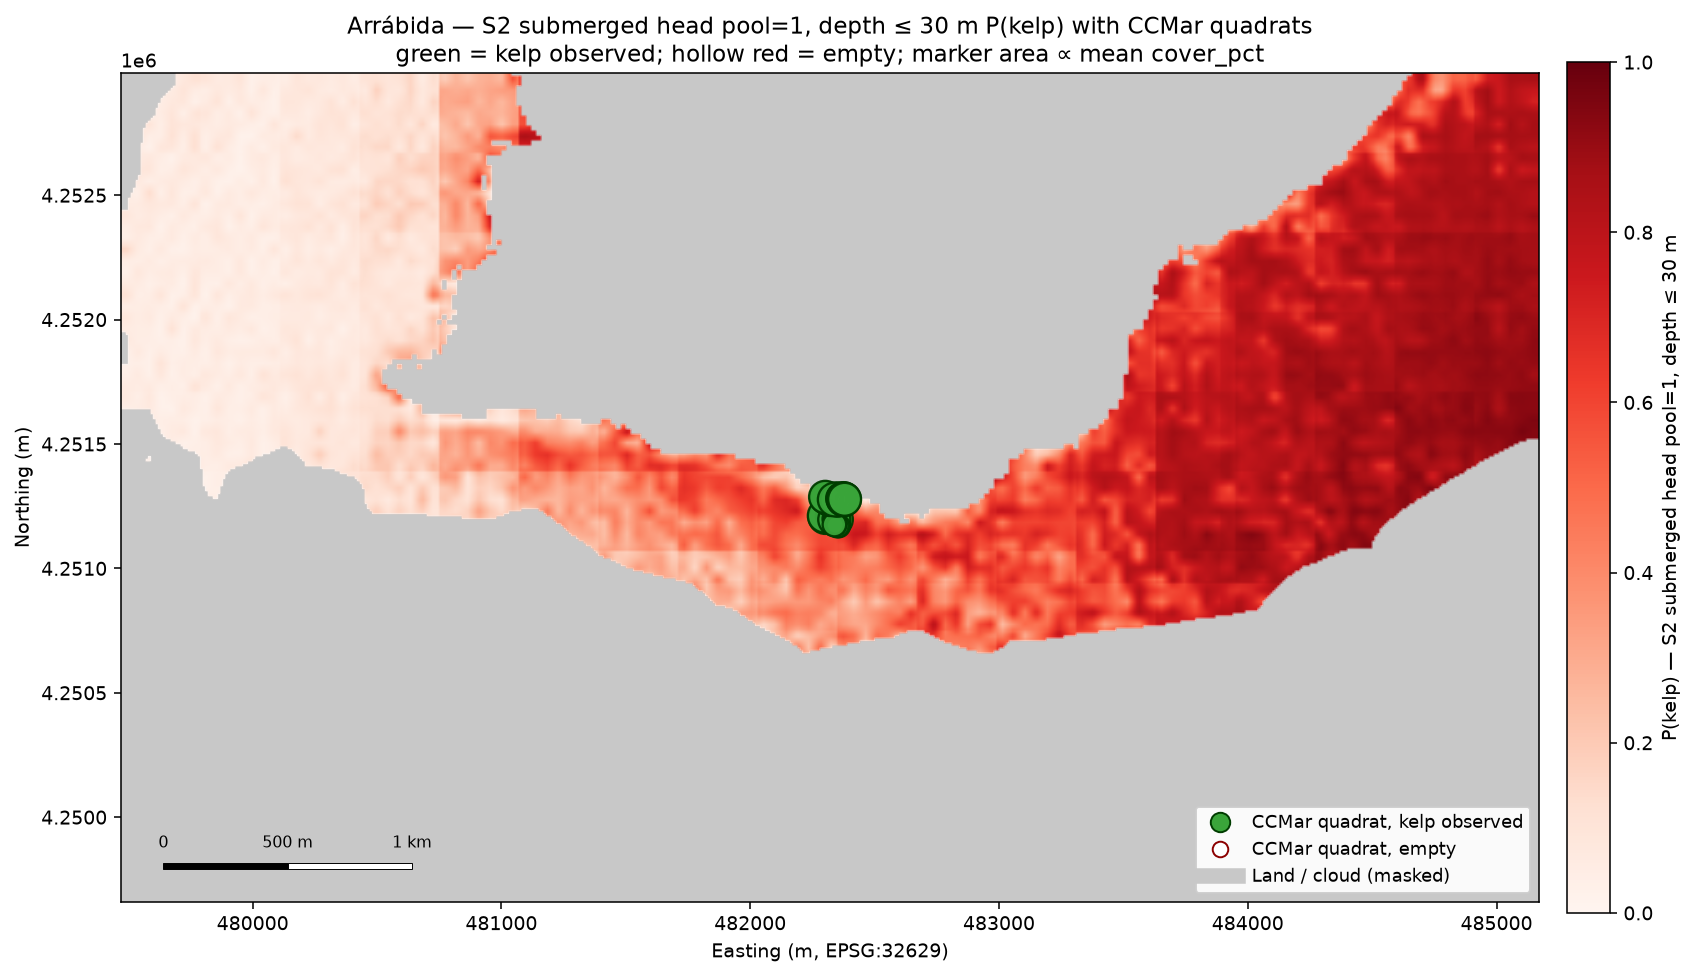 Arrábida — S2 submerged head pool=1, depth ≤ 30 m P(kelp) with CCMar quadrats
green = kelp observed; hollow red = empty; marker area ∝ mean cover_pct
1e6
4.2525
4.2520
4.2515
4.2510
4.2505
4.2500
Northing (m)
480000
481000
482000
483000
484000
485000
Easting (m, EPSG:32629)
0
500 m
1 km
CCMar quadrat, kelp observed
CCMar quadrat, empty
Land / cloud (masked)
1.0
0.8
0.6
0.4
0.2
0.0
P(kelp) — S2 submerged head pool=1, depth ≤ 30 m